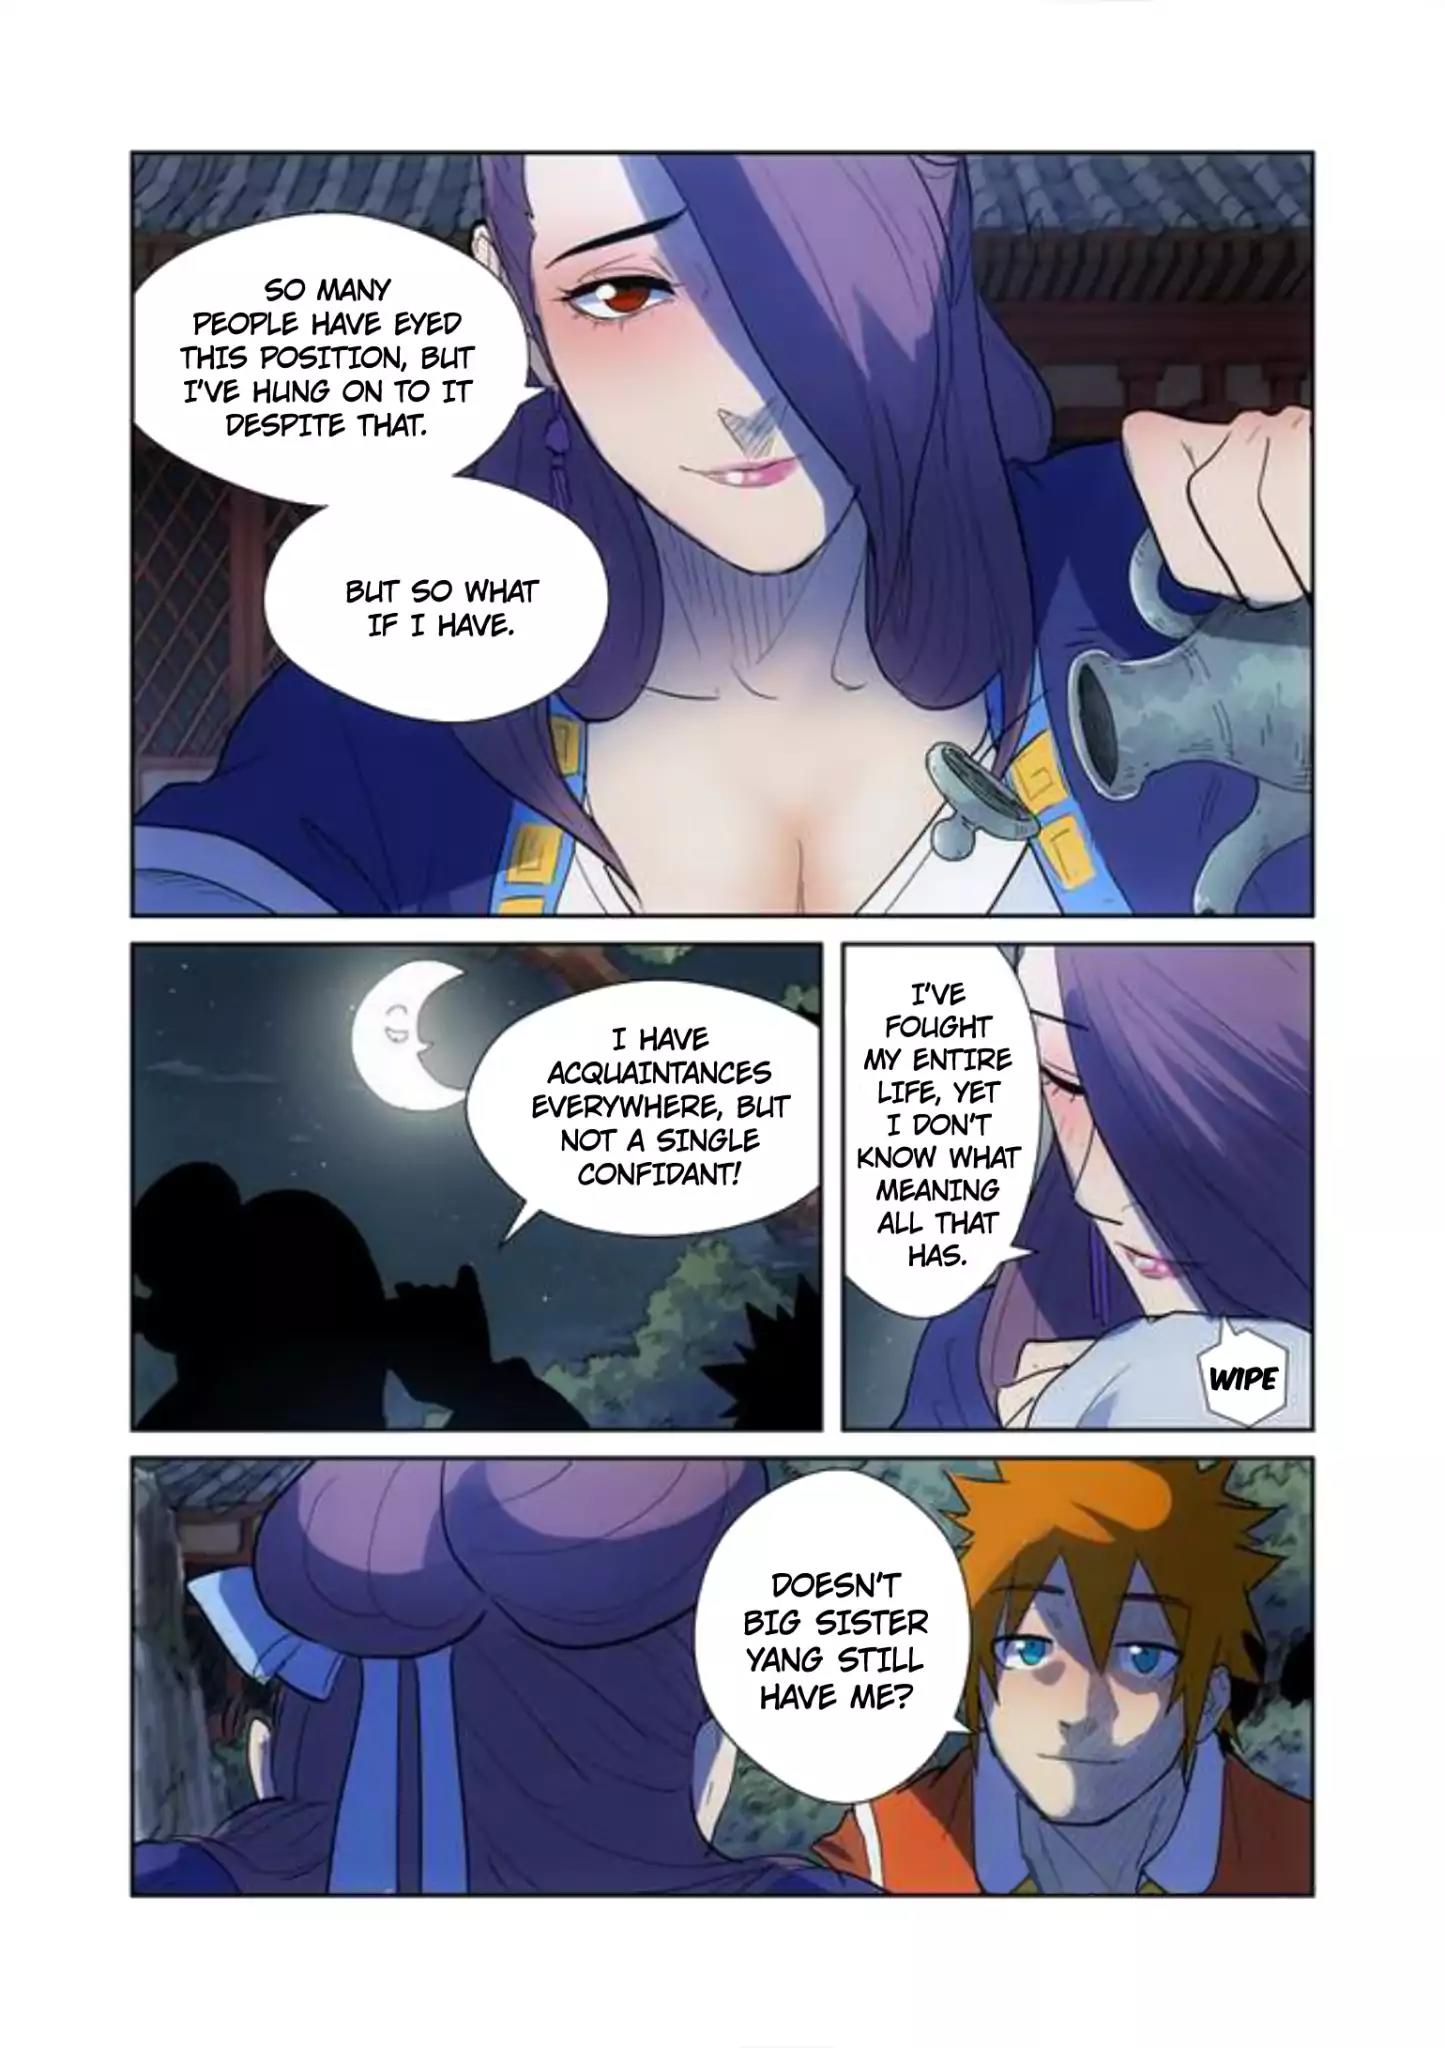 SO MANY
PEOPLE HAVE EYED
THIS POSITION, BUT
I'VE HUNG ON TO IT
DESPITE THAT.
BUT SO WHAT
IF I HAVE.
I HAVE
ACQUAINTANCES
EVERYWHERE, BUT
NOT A SINGLE
CONFIDANT!
I'VE
FOUGHT
MY ENTIRE
LIFE, YET
I DON'T
KNOW WHAT
MEANING
ALL THAT
HAS.
WIPE
DOESN'T
BIG SISTER
YANG STILL
HAVE ME?